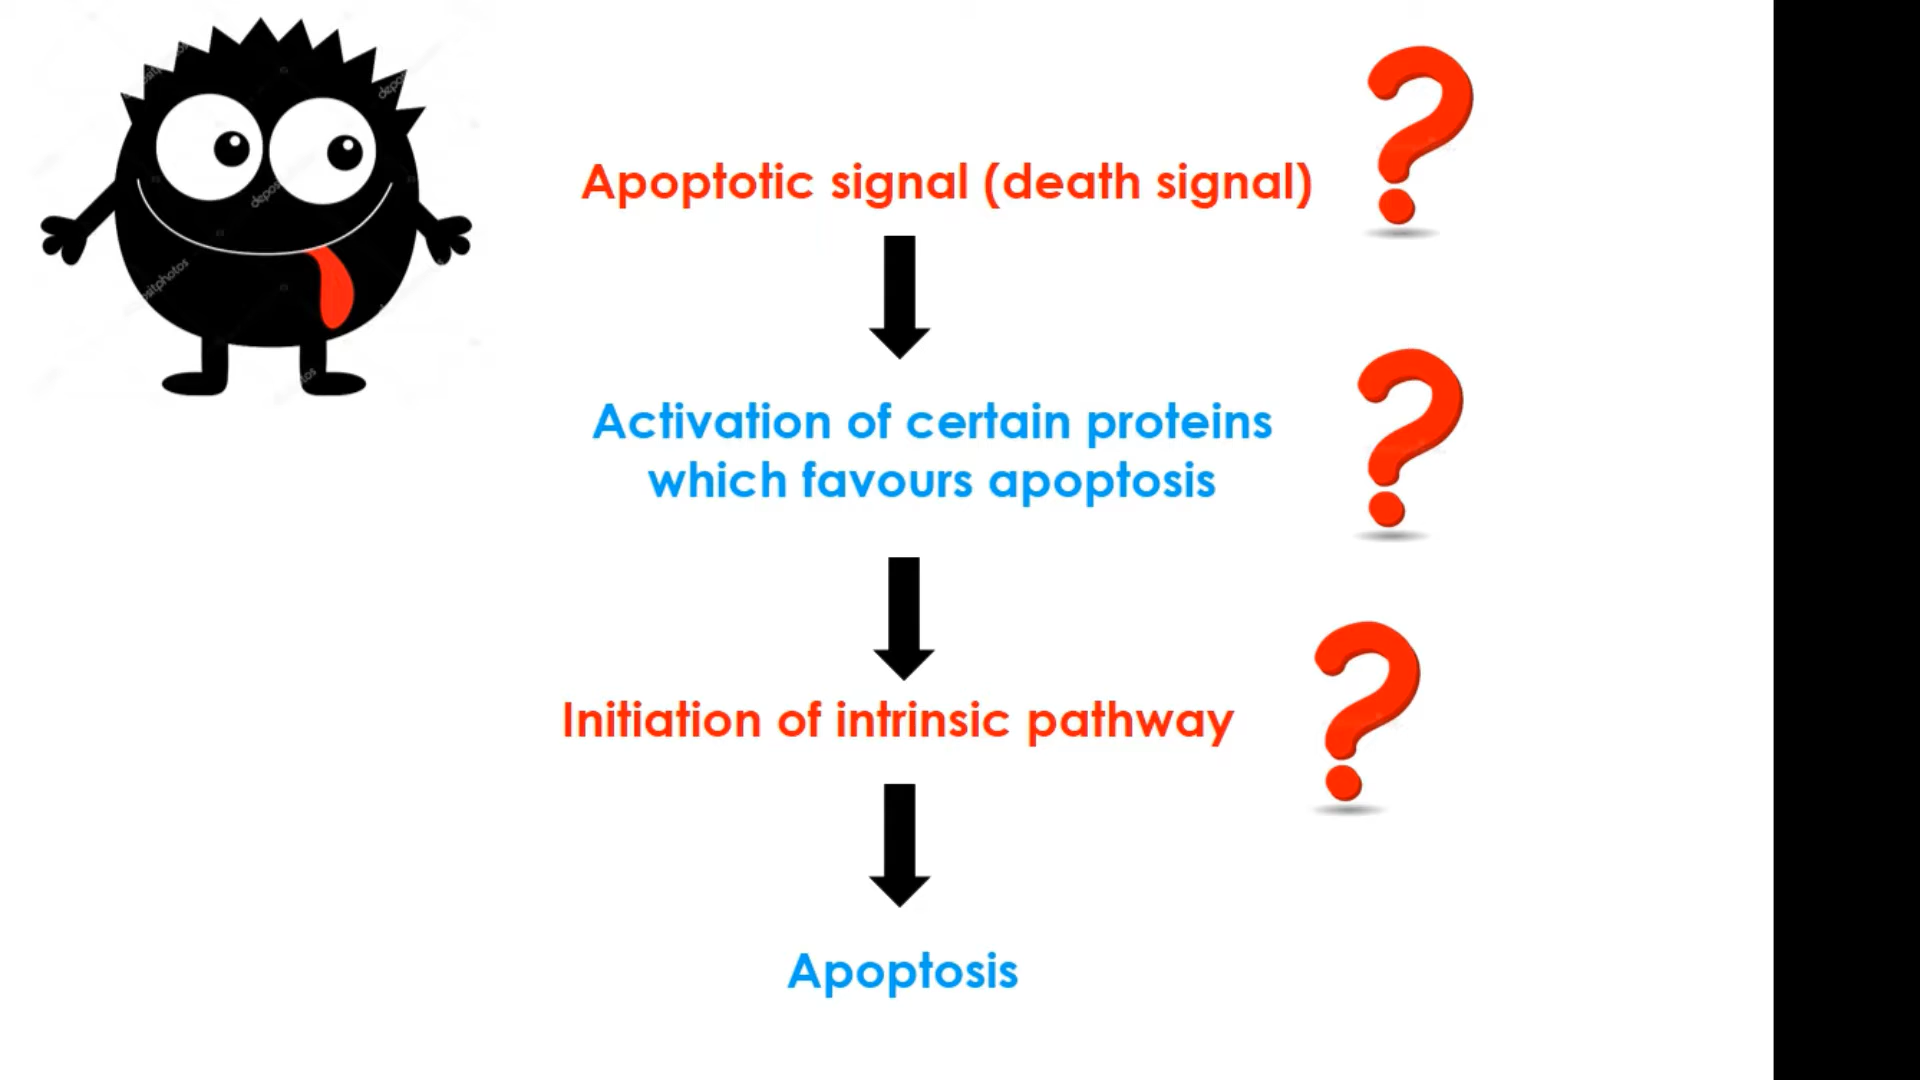 Apoptotic signal (death signal)
Activation of certain proteins
which favours apoptosis
Initiation of intrinsic pathway
Apoptosis